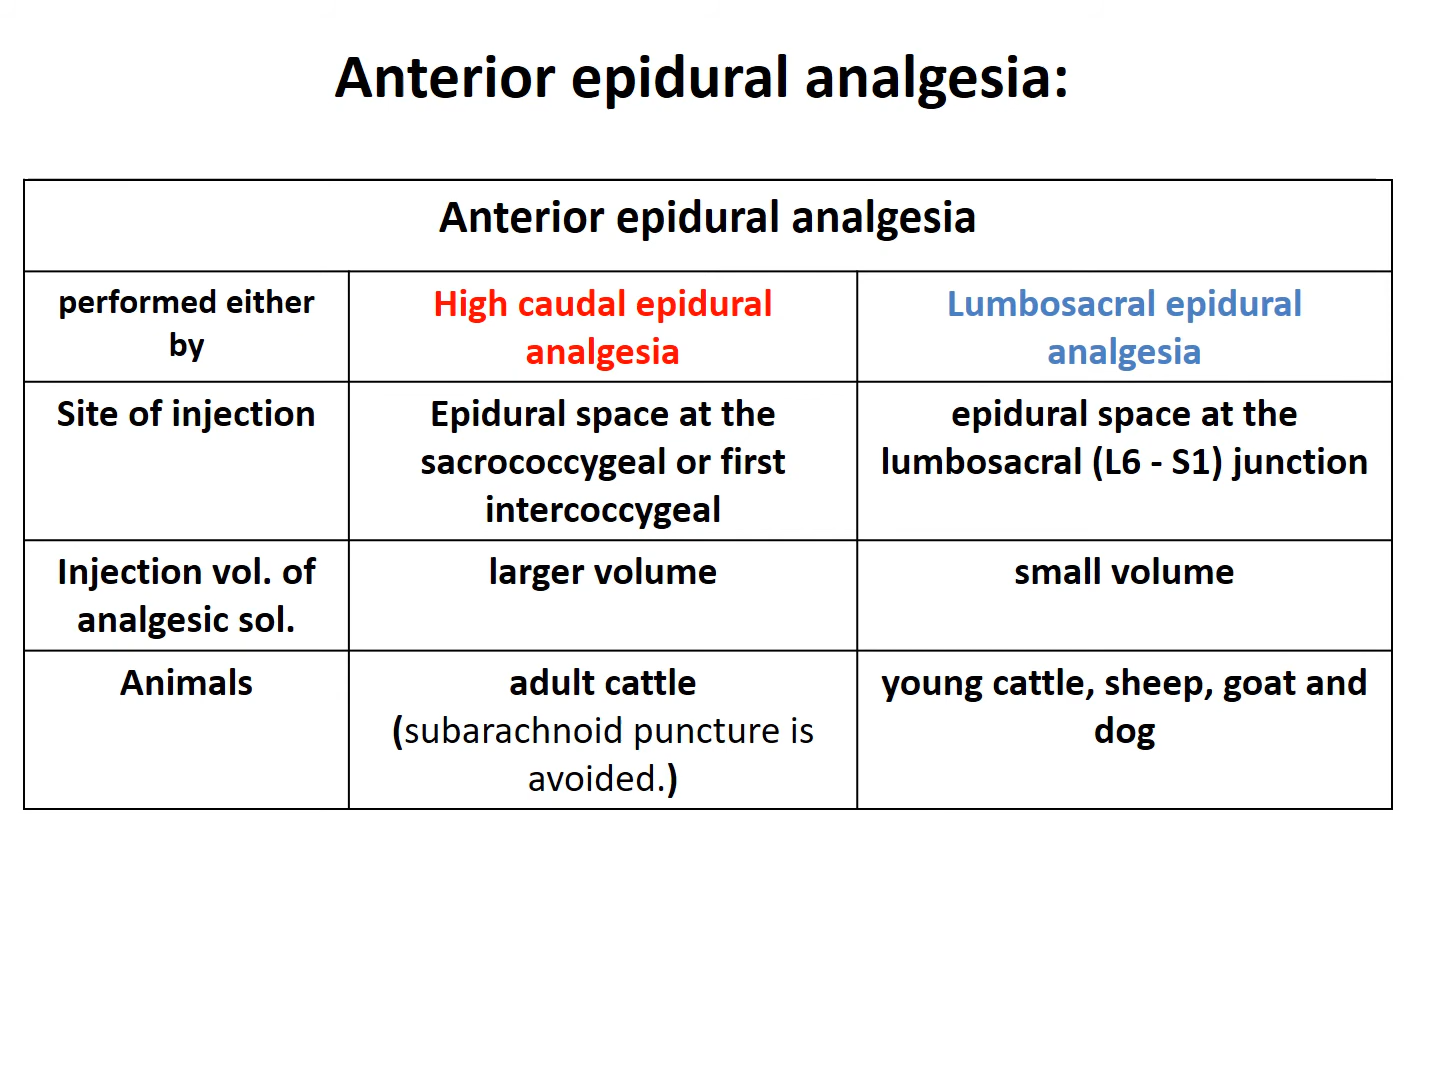 Anterior epidural analgesia:
Anterior epidural analgesia
performed either
by
High caudal epidural
analgesia
Lumbosacral epidural
analgesia
Site of injection
Epidural space at the
sacrococcygeal or first
intercoccygeal
epidural space at the
lumbosacral (L6 - S1) junction
Injection vol. of
analgesic sol.
larger volume
small volume
Animals
adult cattle
(subarachnoid puncture is
avoided.)
young cattle, sheep, goat and
dog